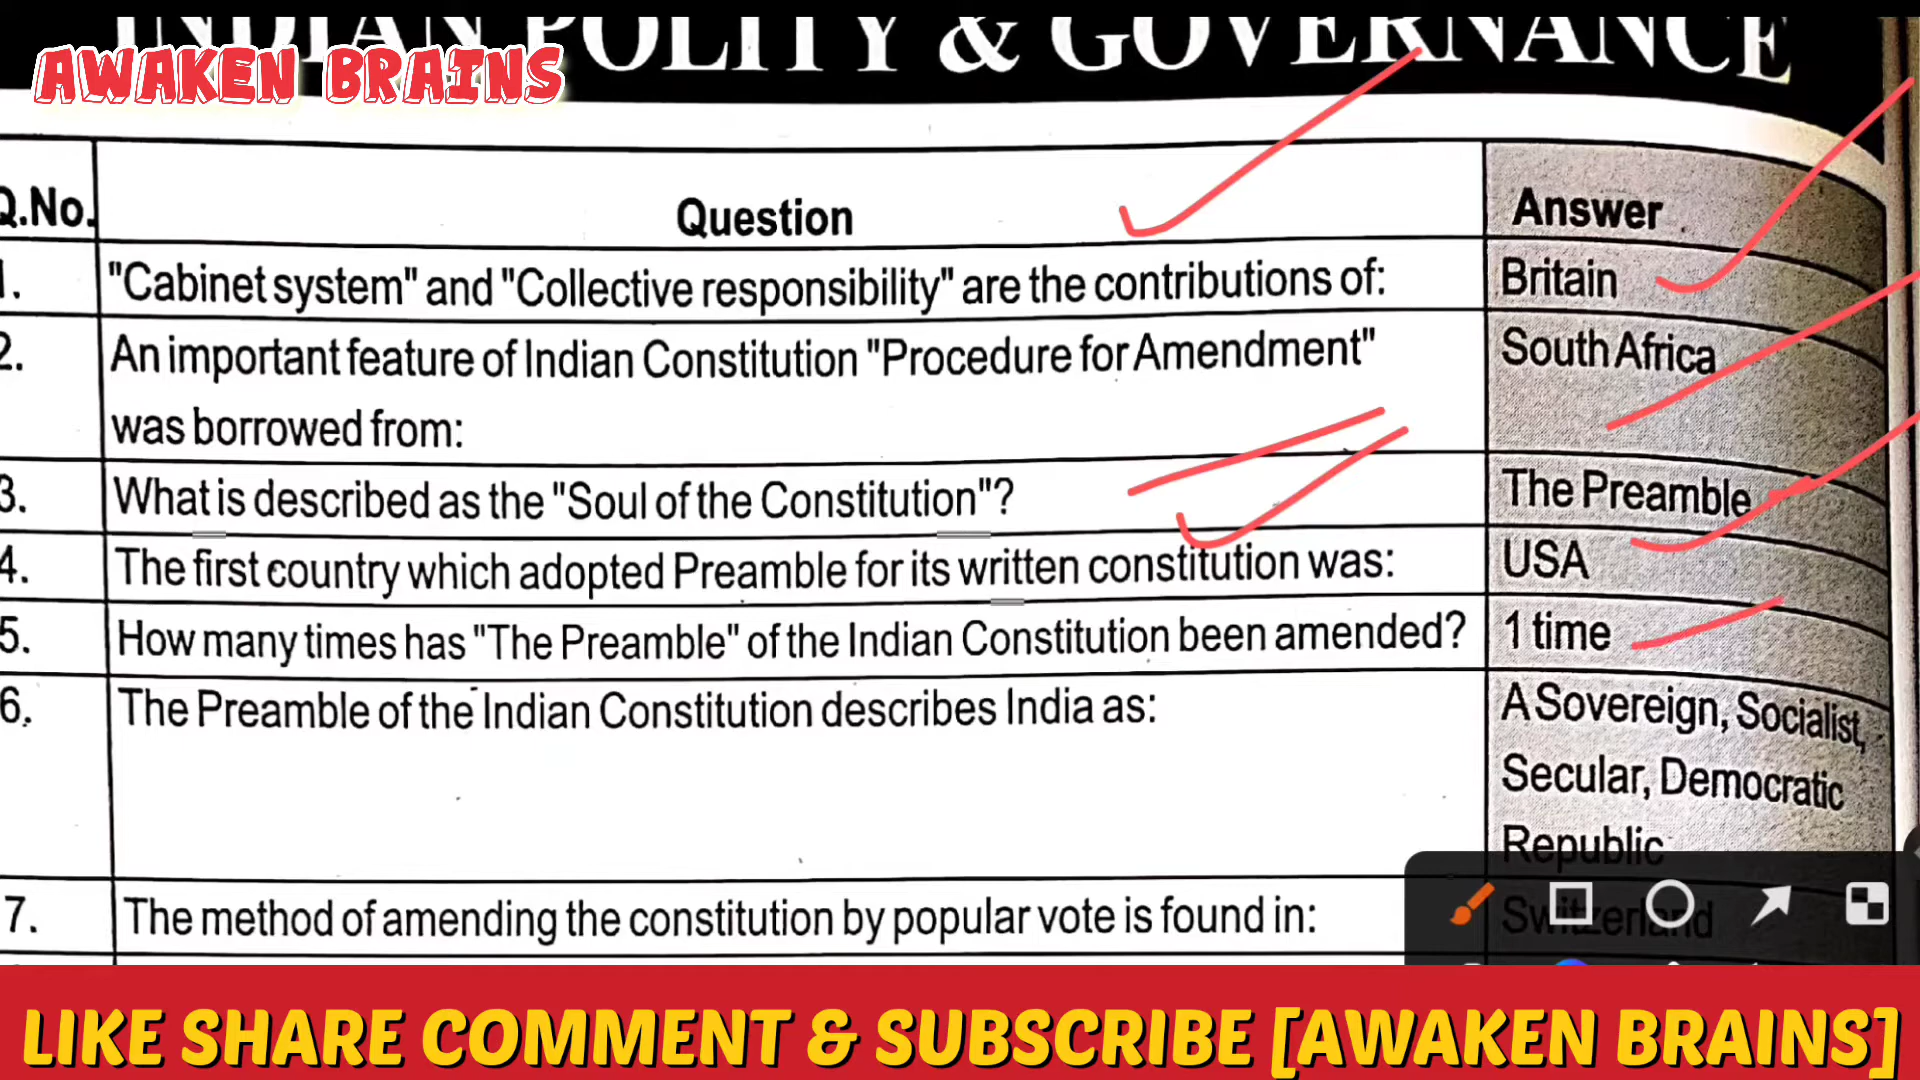 INDIAN POLITY & GOVERNANCE
AWAKEN BRAINS
Q.No. Question Answer
1. "Cabinet system" and "Collective responsibility" are the contributions of: Britain
2. An important feature of Indian Constitution "Procedure for Amendment" South Africa
was borrowed from:
3. What is described as the "Soul of the Constitution"? The Preamble
4. The first country which adopted Preamble for its written constitution was: USA
5. How many times has "The Preamble" of the Indian Constitution been amended? 1 time
6. The Preamble of the Indian Constitution describes India as: A Sovereign, Socialist,
Secular, Democratic
Republic
7. The method of amending the constitution by popular vote is found in: Switzerland
LIKE SHARE COMMENT & SUBSCRIBE [AWAKEN BRAINS]